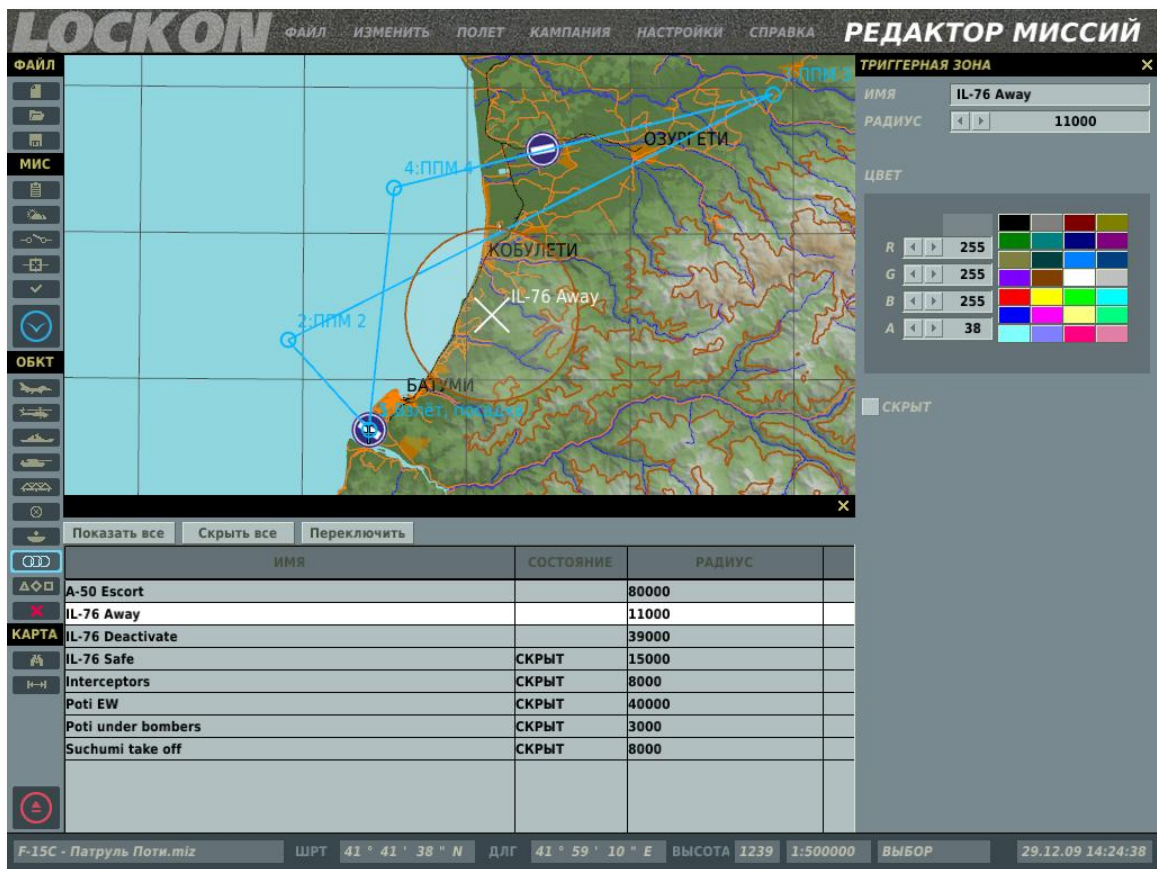 LOCKON ФАЙЛ ИЗМЕНИТЬ ПОЛЕТ КАМПАНИЯ НАСТРОЙКИ СПРАВКА РЕДАКТОР МИССИЙ
ФАЙЛ
МИС
ОБКТ
КАРТА
ППМ 3
ОЗУРГЕТИ
4:ППМ 4
КОБУЛЕТИ
IL-76 Away
2:ППМ 2
БАТУМИ
ТРИГГЕРНАЯ ЗОНА
ИМЯ IL-76 Away
РАДИУС 11000
ЦВЕТ
R 255
G 255
B 255
A 38
СКРЫТ
Показать все Скрыть все Переключить
ИМЯ СОСТОЯНИЕ РАДИУС
A-50 Escort 80000
IL-76 Away 11000
IL-76 Deactivate 39000
IL-76 Safe СКРЫТ 15000
Interceptors СКРЫТ 8000
Poti EW СКРЫТ 40000
Poti under bombers СКРЫТ 3000
Suchumi take off СКРЫТ 8000
F-15C - Патруль Поти.miz ШРТ 41 ° 41 ' 38 " N ДЛГ 41 ° 59 ' 10 " E ВЫСОТА 1239 1:500000 ВЫБОР 29.12.09 14:24:38